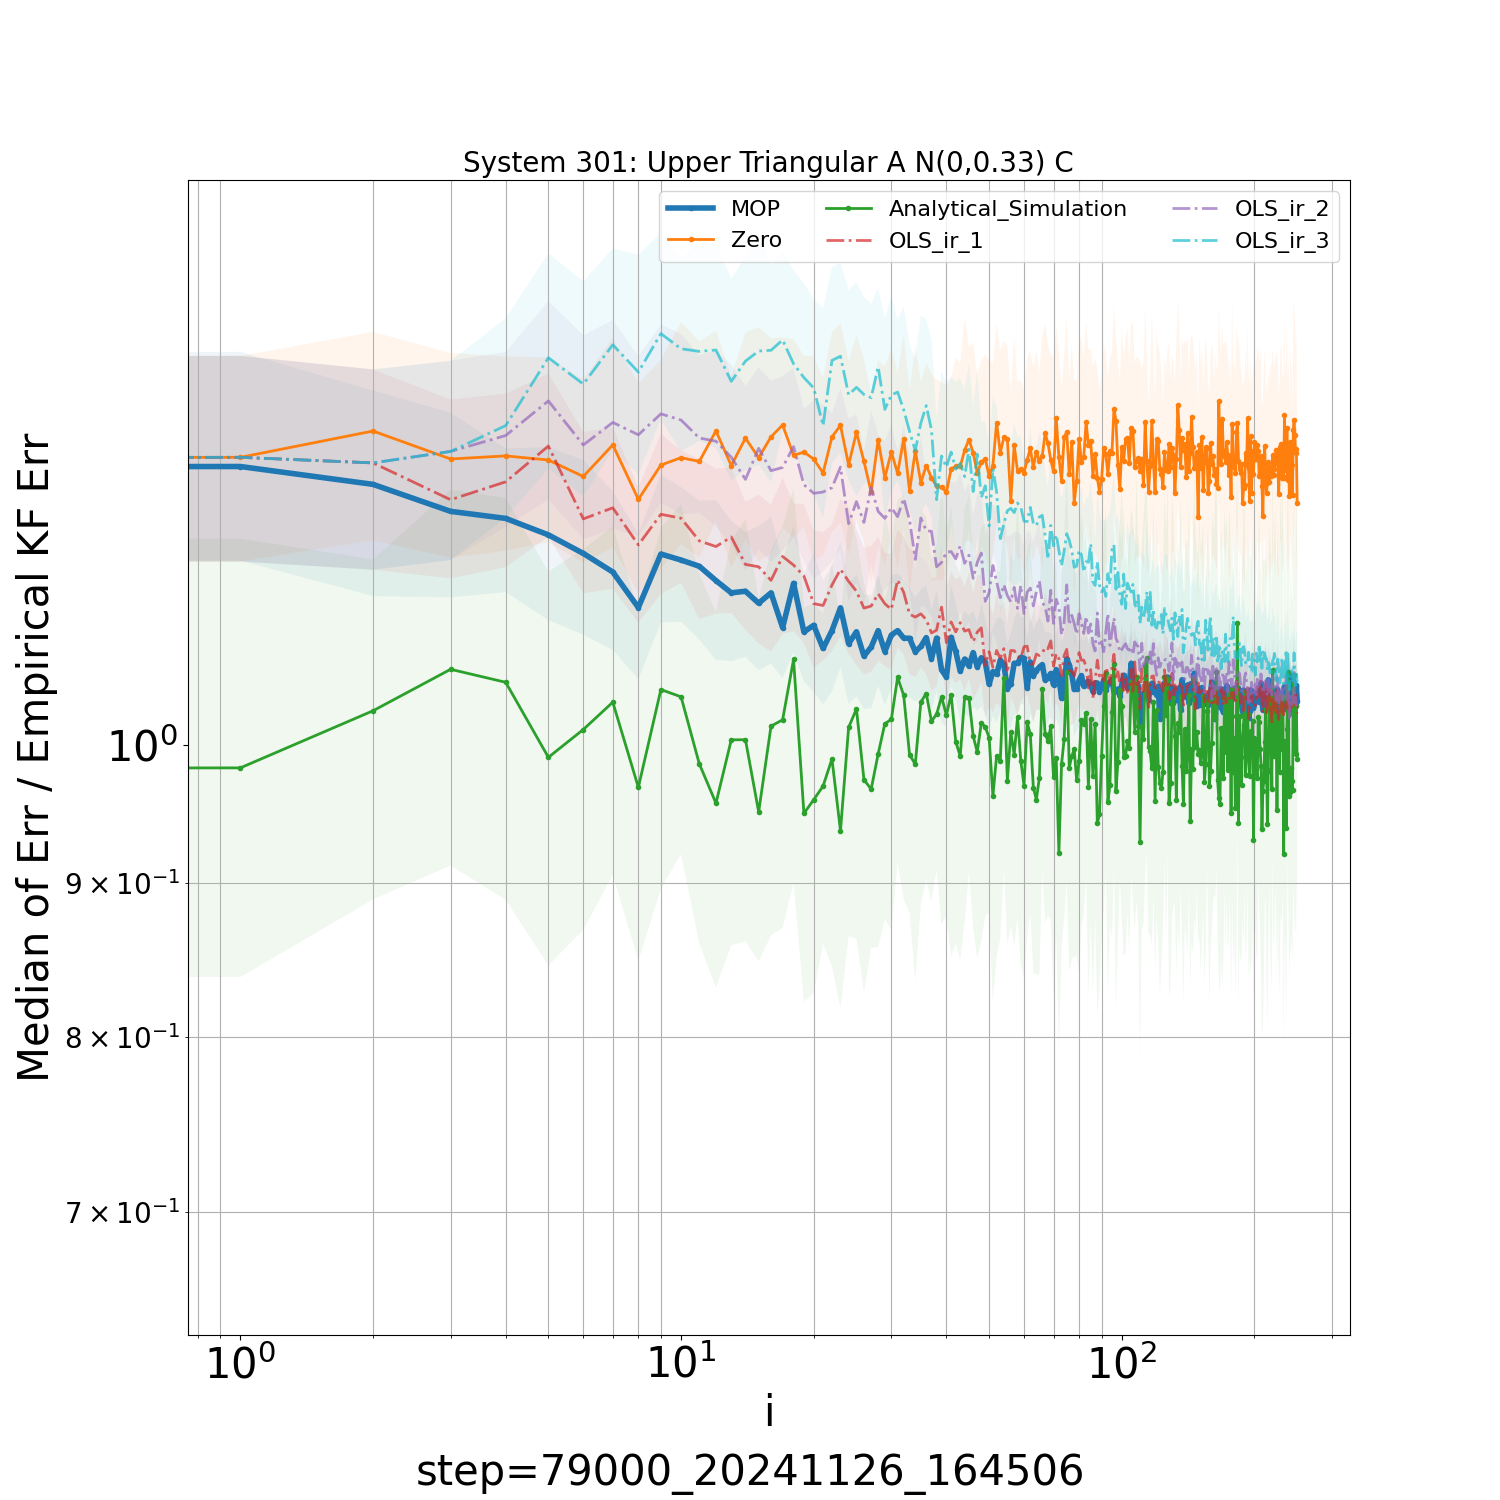 System 301: Upper Triangular A N(0,0.33) C
MOP
Zero
Analytical_Simulation
OLS_ir_1
OLS_ir_2
OLS_ir_3
Median of Err / Empirical KF Err
10⁰
9 × 10⁻¹
8 × 10⁻¹
7 × 10⁻¹
10⁰ 10¹ 10²
i
step=79000_20241126_164506